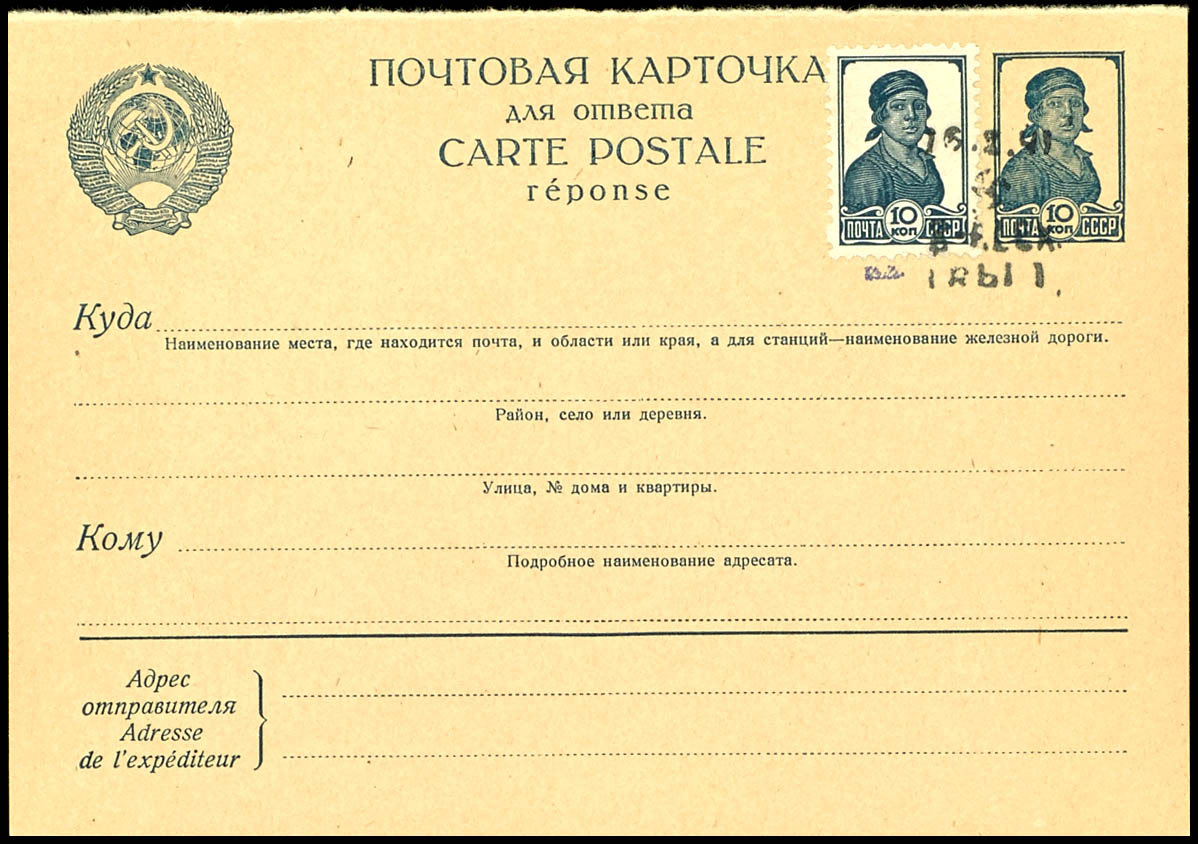 ПОЧТОВАЯ КАРТОЧКА
для ответа
CARTE POSTALE
réponse
10 КОП
ПОЧТА СССР
10 КОП
ПОЧТА СССР
Куда
Наименование места, где находится почта, и области или края, а для станций—наименование железной дороги.
Район, село или деревня.
Улица, № дома и квартиры.
Кому
Подробное наименование адресата.
Адрес
отправителя
Adresse
de l'expéditeur